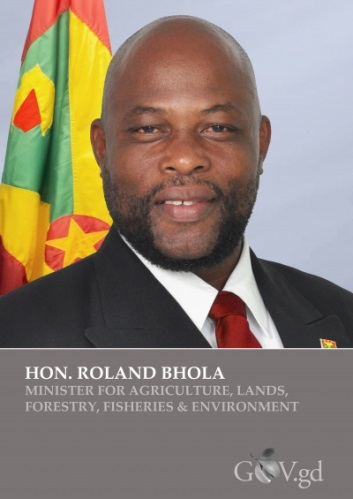 HON. ROLAND BHOLA
MINISTER FOR AGRICULTURE, LANDS,
FORESTRY, FISHERIES & ENVIRONMENT
GOV.gd